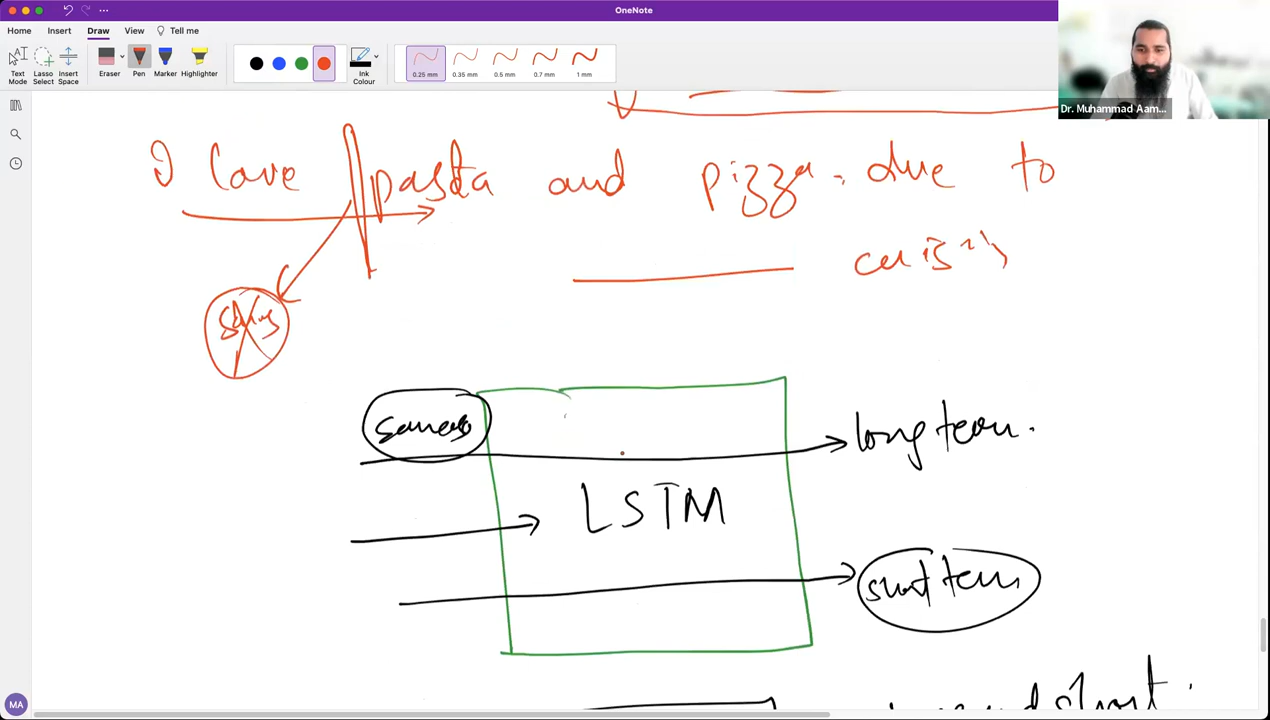 OneNote
Home Insert Draw View Tell me
Text Mode Lasso Select Insert Space Eraser Pen Marker Highlighter Ink Colour 0.25 mm 0.35 mm 0.5 mm 0.7 mm 1 mm
Dr. Muhammad Aam...
I love pasta and pizza. due to
long term.
LSTM
short term
and short.
MA